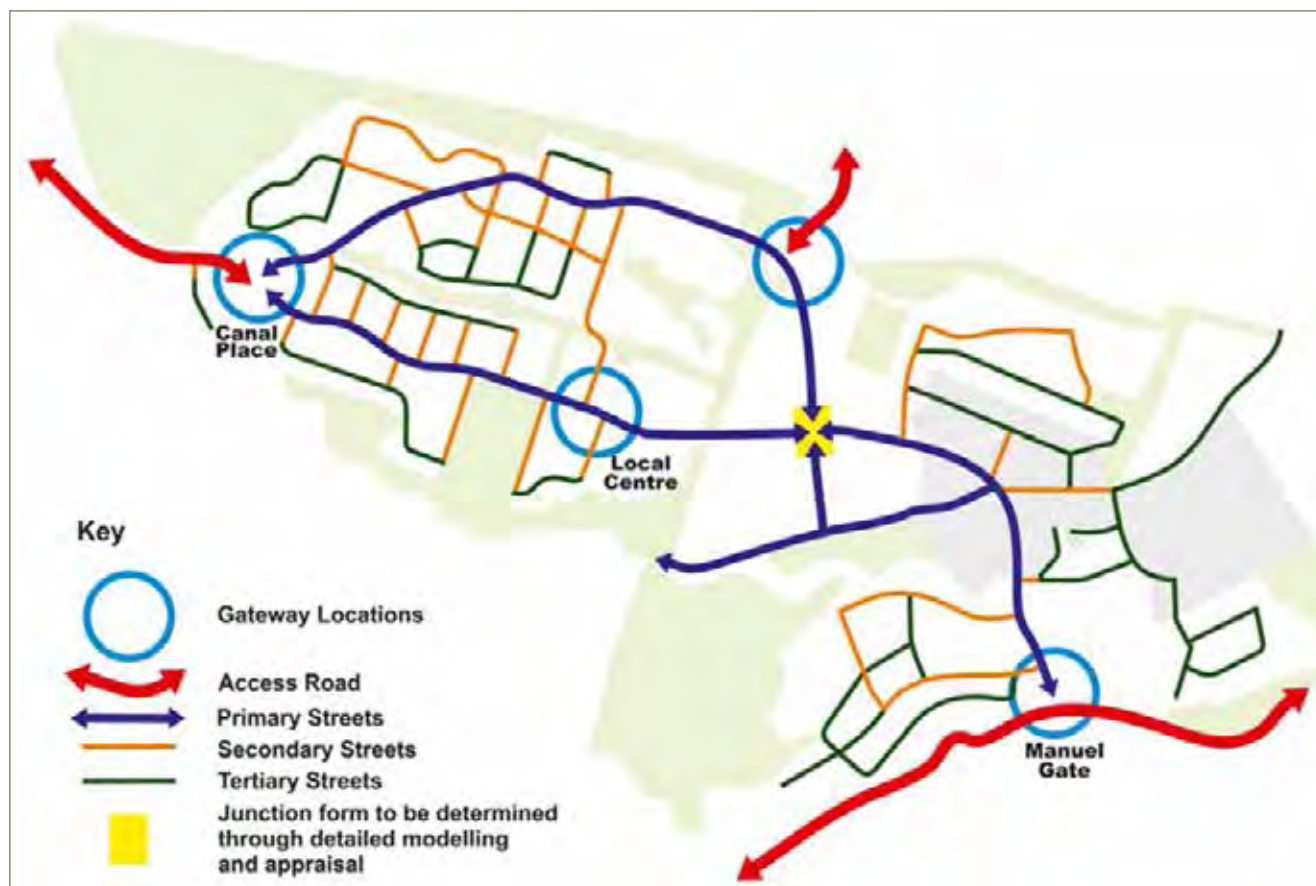 Canal
Place
Local
Centre
Manuel
Gate
Key
Gateway Locations
Access Road
Primary Streets
Secondary Streets
Tertiary Streets
Junction form to be determined
through detailed modelling
and appraisal